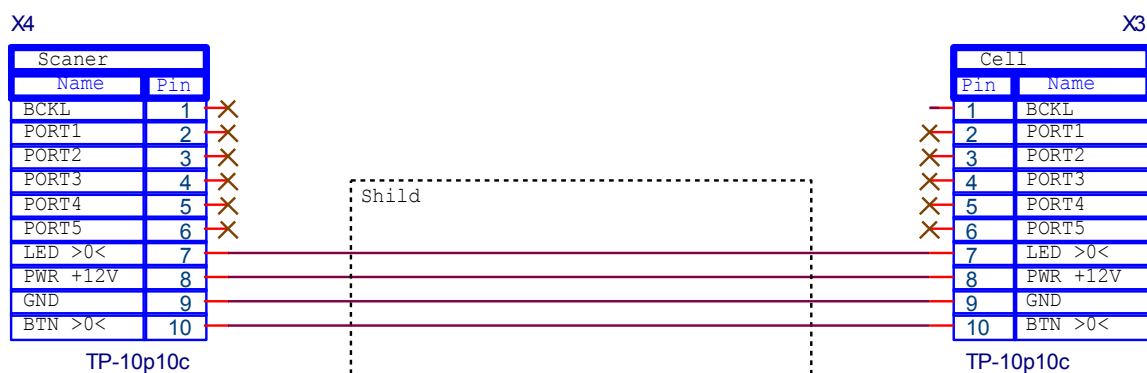 X4 X3
Scaner Cell
Name Pin Pin Name
BCKL 1 1 BCKL
PORT1 2 2 PORT1
PORT2 3 3 PORT2
PORT3 4 4 PORT3
Shild
PORT4 5 5 PORT4
PORT5 6 6 PORT5
LED >0< 7 7 LED >0<
PWR +12V 8 8 PWR +12V
GND 9 9 GND
BTN >0< 10 10 BTN >0<
TP-10p10c TP-10p10c